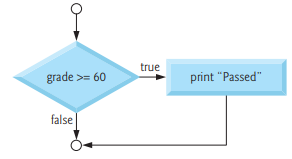 true
grade >= 60
print “Passed”
false